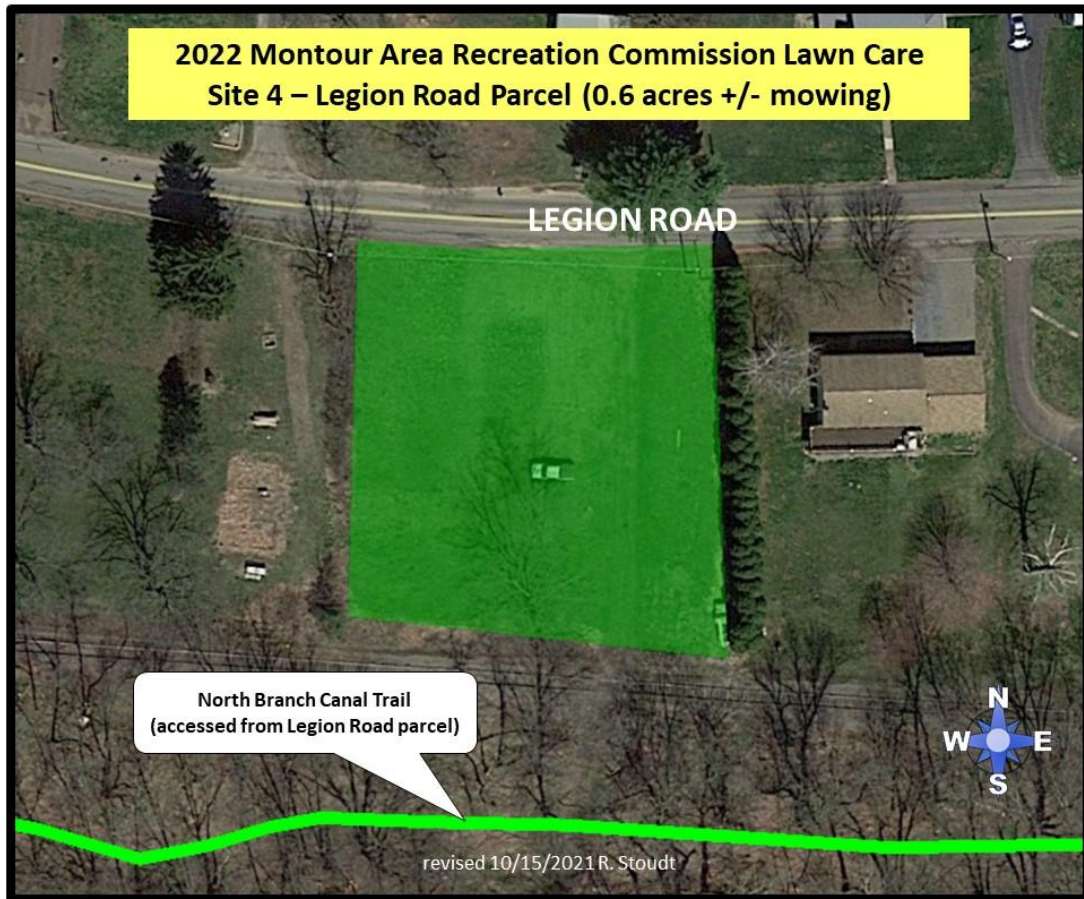 2022 Montour Area Recreation Commission Lawn Care
Site 4 – Legion Road Parcel (0.6 acres +/- mowing)
LEGION ROAD
North Branch Canal Trail
(accessed from Legion Road parcel)
N
W E
S
revised 10/15/2021 R. Stoudt